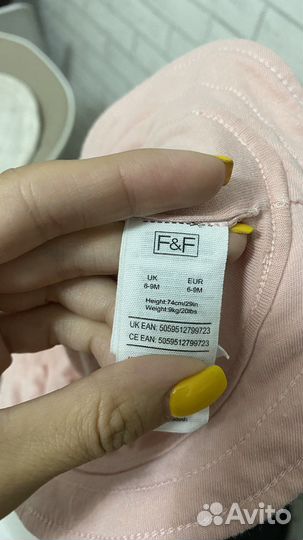 F&F
UK EUR
6-9M 6-9M
Height:74cm/29in
Weight:9kg/20lbs
UK EAN: 5059512799723
CE EAN: 5059512799723
Avito